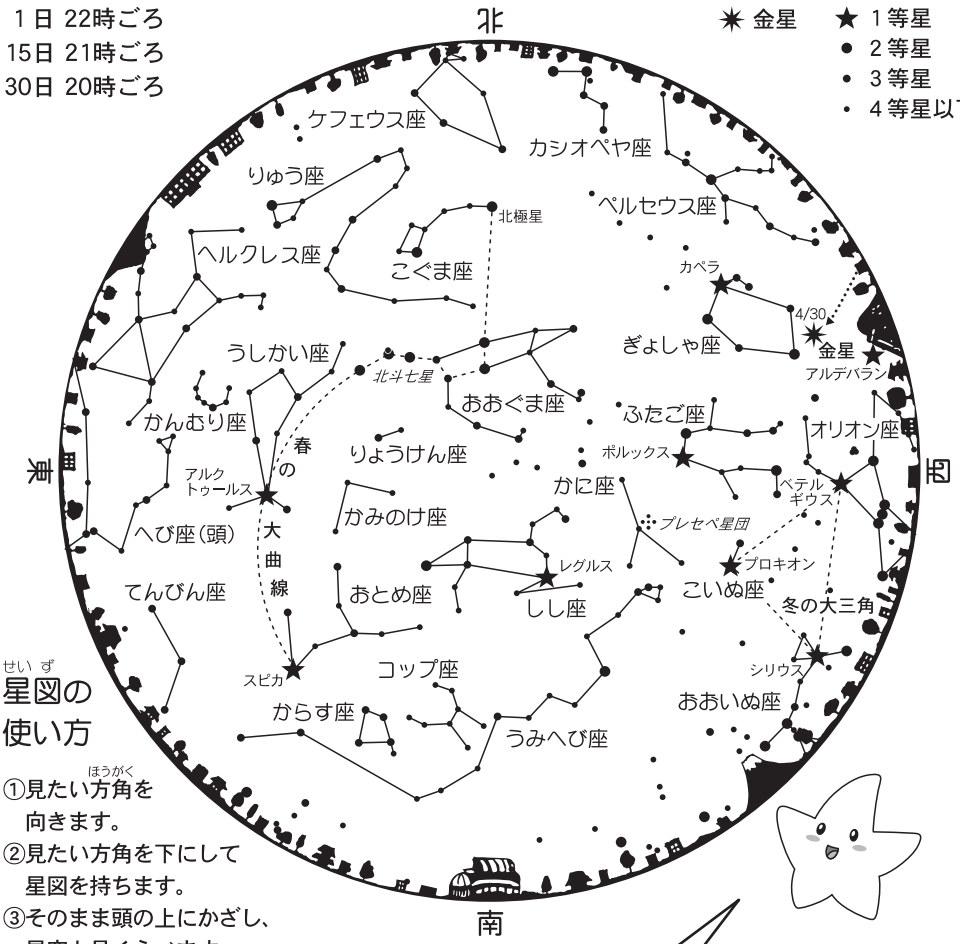 1日 22時ごろ
15日 21時ごろ
30日 20時ごろ
北
金星
1等星
2等星
3等星
4等星以
ケフェウス座
カシオペヤ座
りゅう座
ペルセウス座
北極星
ヘルクレス座
こぐま座
カペラ
4/30
うしかい座
ぎょしゃ座
金星
アルデバラン
北斗七星
おおぐま座
かんむり座
ふたご座
オリオン座
春の大曲線
りょうけん座
ポルックス
東
西
アルク
トゥールス
かに座
ベテル
ギウス
かみのけ座
プレセペ星団
へび座(頭)
レグルス
プロキオン
こいぬ座
てんびん座
おとめ座
しし座
冬の大三角
スピカ
コップ座
シリウス
おおいぬ座
からす座
うみへび座
せい ず
星図の
使い方
ほうがく
①見たい方角を
向きます。
②見たい方角を下にして
星図を持ちます。
③そのまま頭の上にかざし、
南